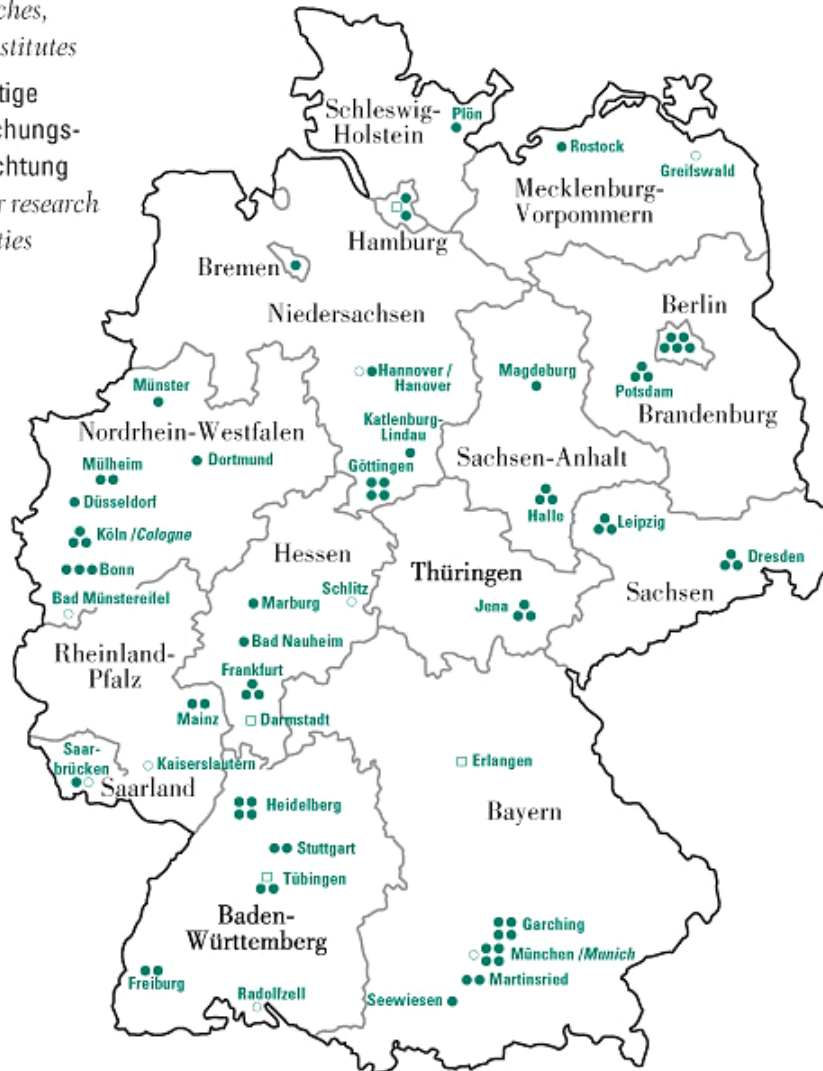 ches,
stitutes
tige
chungs-
chtung
r research
ties
Schleswig-
Holstein
Plön
Rostock
Greifswald
Mecklenburg-
Vorpommern
Hamburg
Bremen
Niedersachsen
Berlin
Hannover /
Hanover
Magdeburg
Potsdam
Brandenburg
Münster
Nordrhein-Westfalen
Katlenburg-
Lindau
Göttingen
Sachsen-Anhalt
Dortmund
Mülheim
Düsseldorf
Halle
Leipzig
Köln /Cologne
Bonn
Hessen
Thüringen
Dresden
Sachsen
Bad Münstereifel
Schlitz
Marburg
Jena
Bad Nauheim
Rheinland-
Pfalz
Frankfurt
Mainz
Darmstadt
Saar-
brücken
Kaiserslautern
Saarland
Erlangen
Bayern
Heidelberg
Stuttgart
Tübingen
Baden-
Württemberg
Garching
München /Munich
Martinsried
Freiburg
Radolfzell
Seewiesen